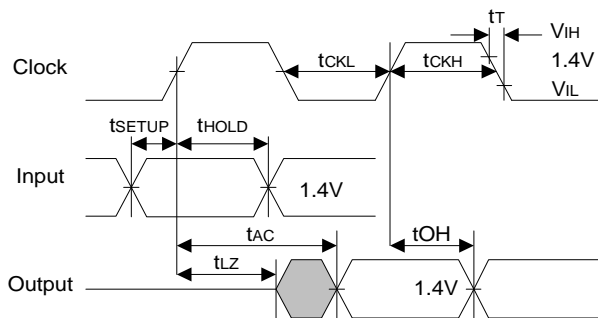 tT
VIH
Clock
tCKL
tCKH
1.4V
VIL
tSETUP
tHOLD
Input
1.4V
tAC
tOH
tLZ
Output
1.4V